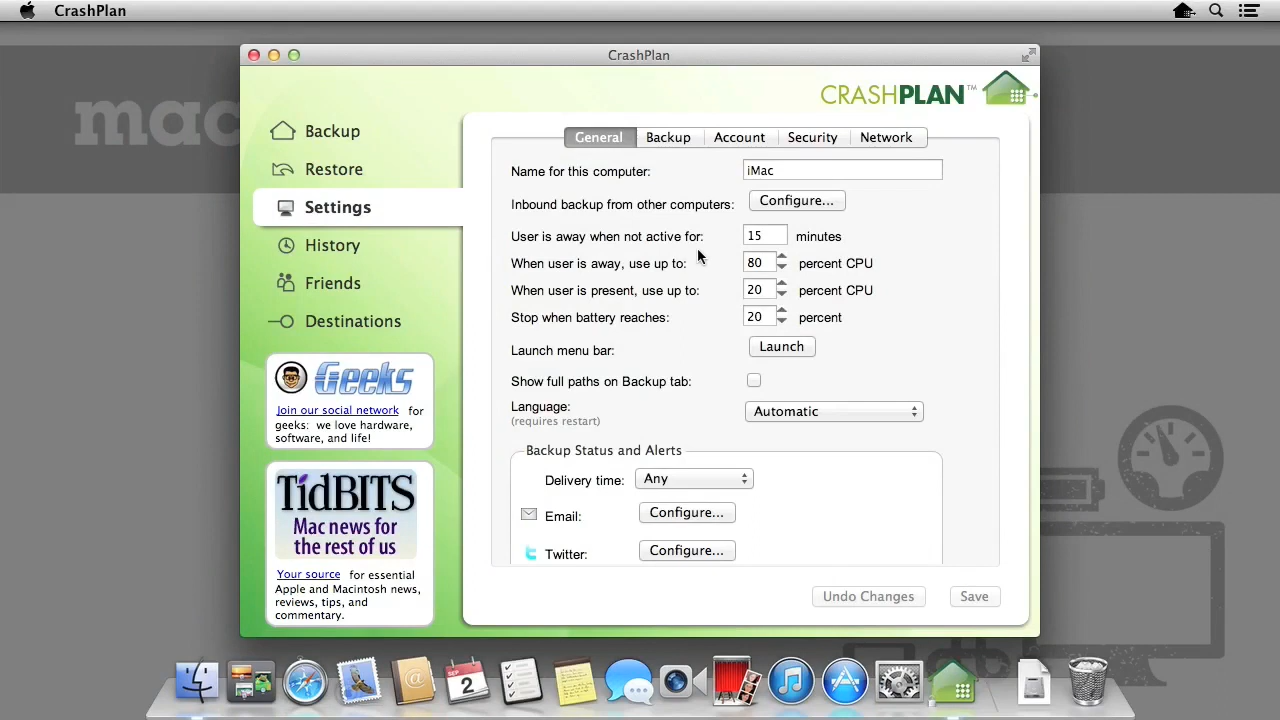 CrashPlan
CrashPlan
mac
CRASHPLAN™
Backup
Restore
Settings
History
Friends
Destinations
General
Backup
Account
Security
Network
Name for this computer:
iMac
Inbound backup from other computers:
Configure...
User is away when not active for:
15
minutes
When user is away, use up to:
80
percent CPU
When user is present, use up to:
20
percent CPU
Stop when battery reaches:
20
percent
Launch menu bar:
Launch
Show full paths on Backup tab:
Language:
(requires restart)
Automatic
Backup Status and Alerts
Delivery time:
Any
Email:
Configure...
Twitter:
Configure...
Undo Changes
Save
Geeks
Join our social network for
geeks: we love hardware,
software, and life!
TidBITS
Mac news for
the rest of us
Your source for essential
Apple and Macintosh news,
reviews, tips, and
commentary.
SEP
2